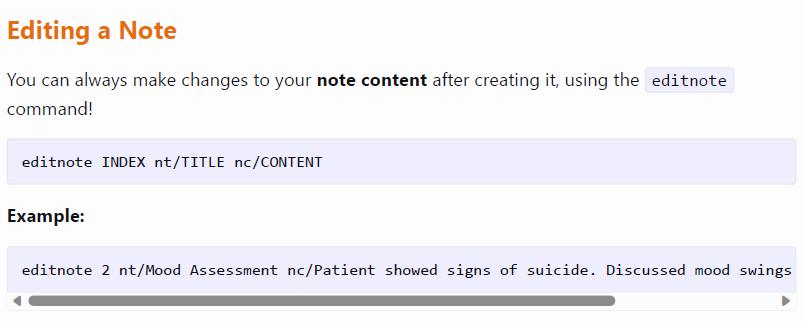 Editing a Note
You can always make changes to your note content after creating it, using the editnote
command!
editnote INDEX nt/TITLE nc/CONTENT
Example:
editnote 2 nt/Mood Assessment nc/Patient showed signs of suicide. Discussed mood swings